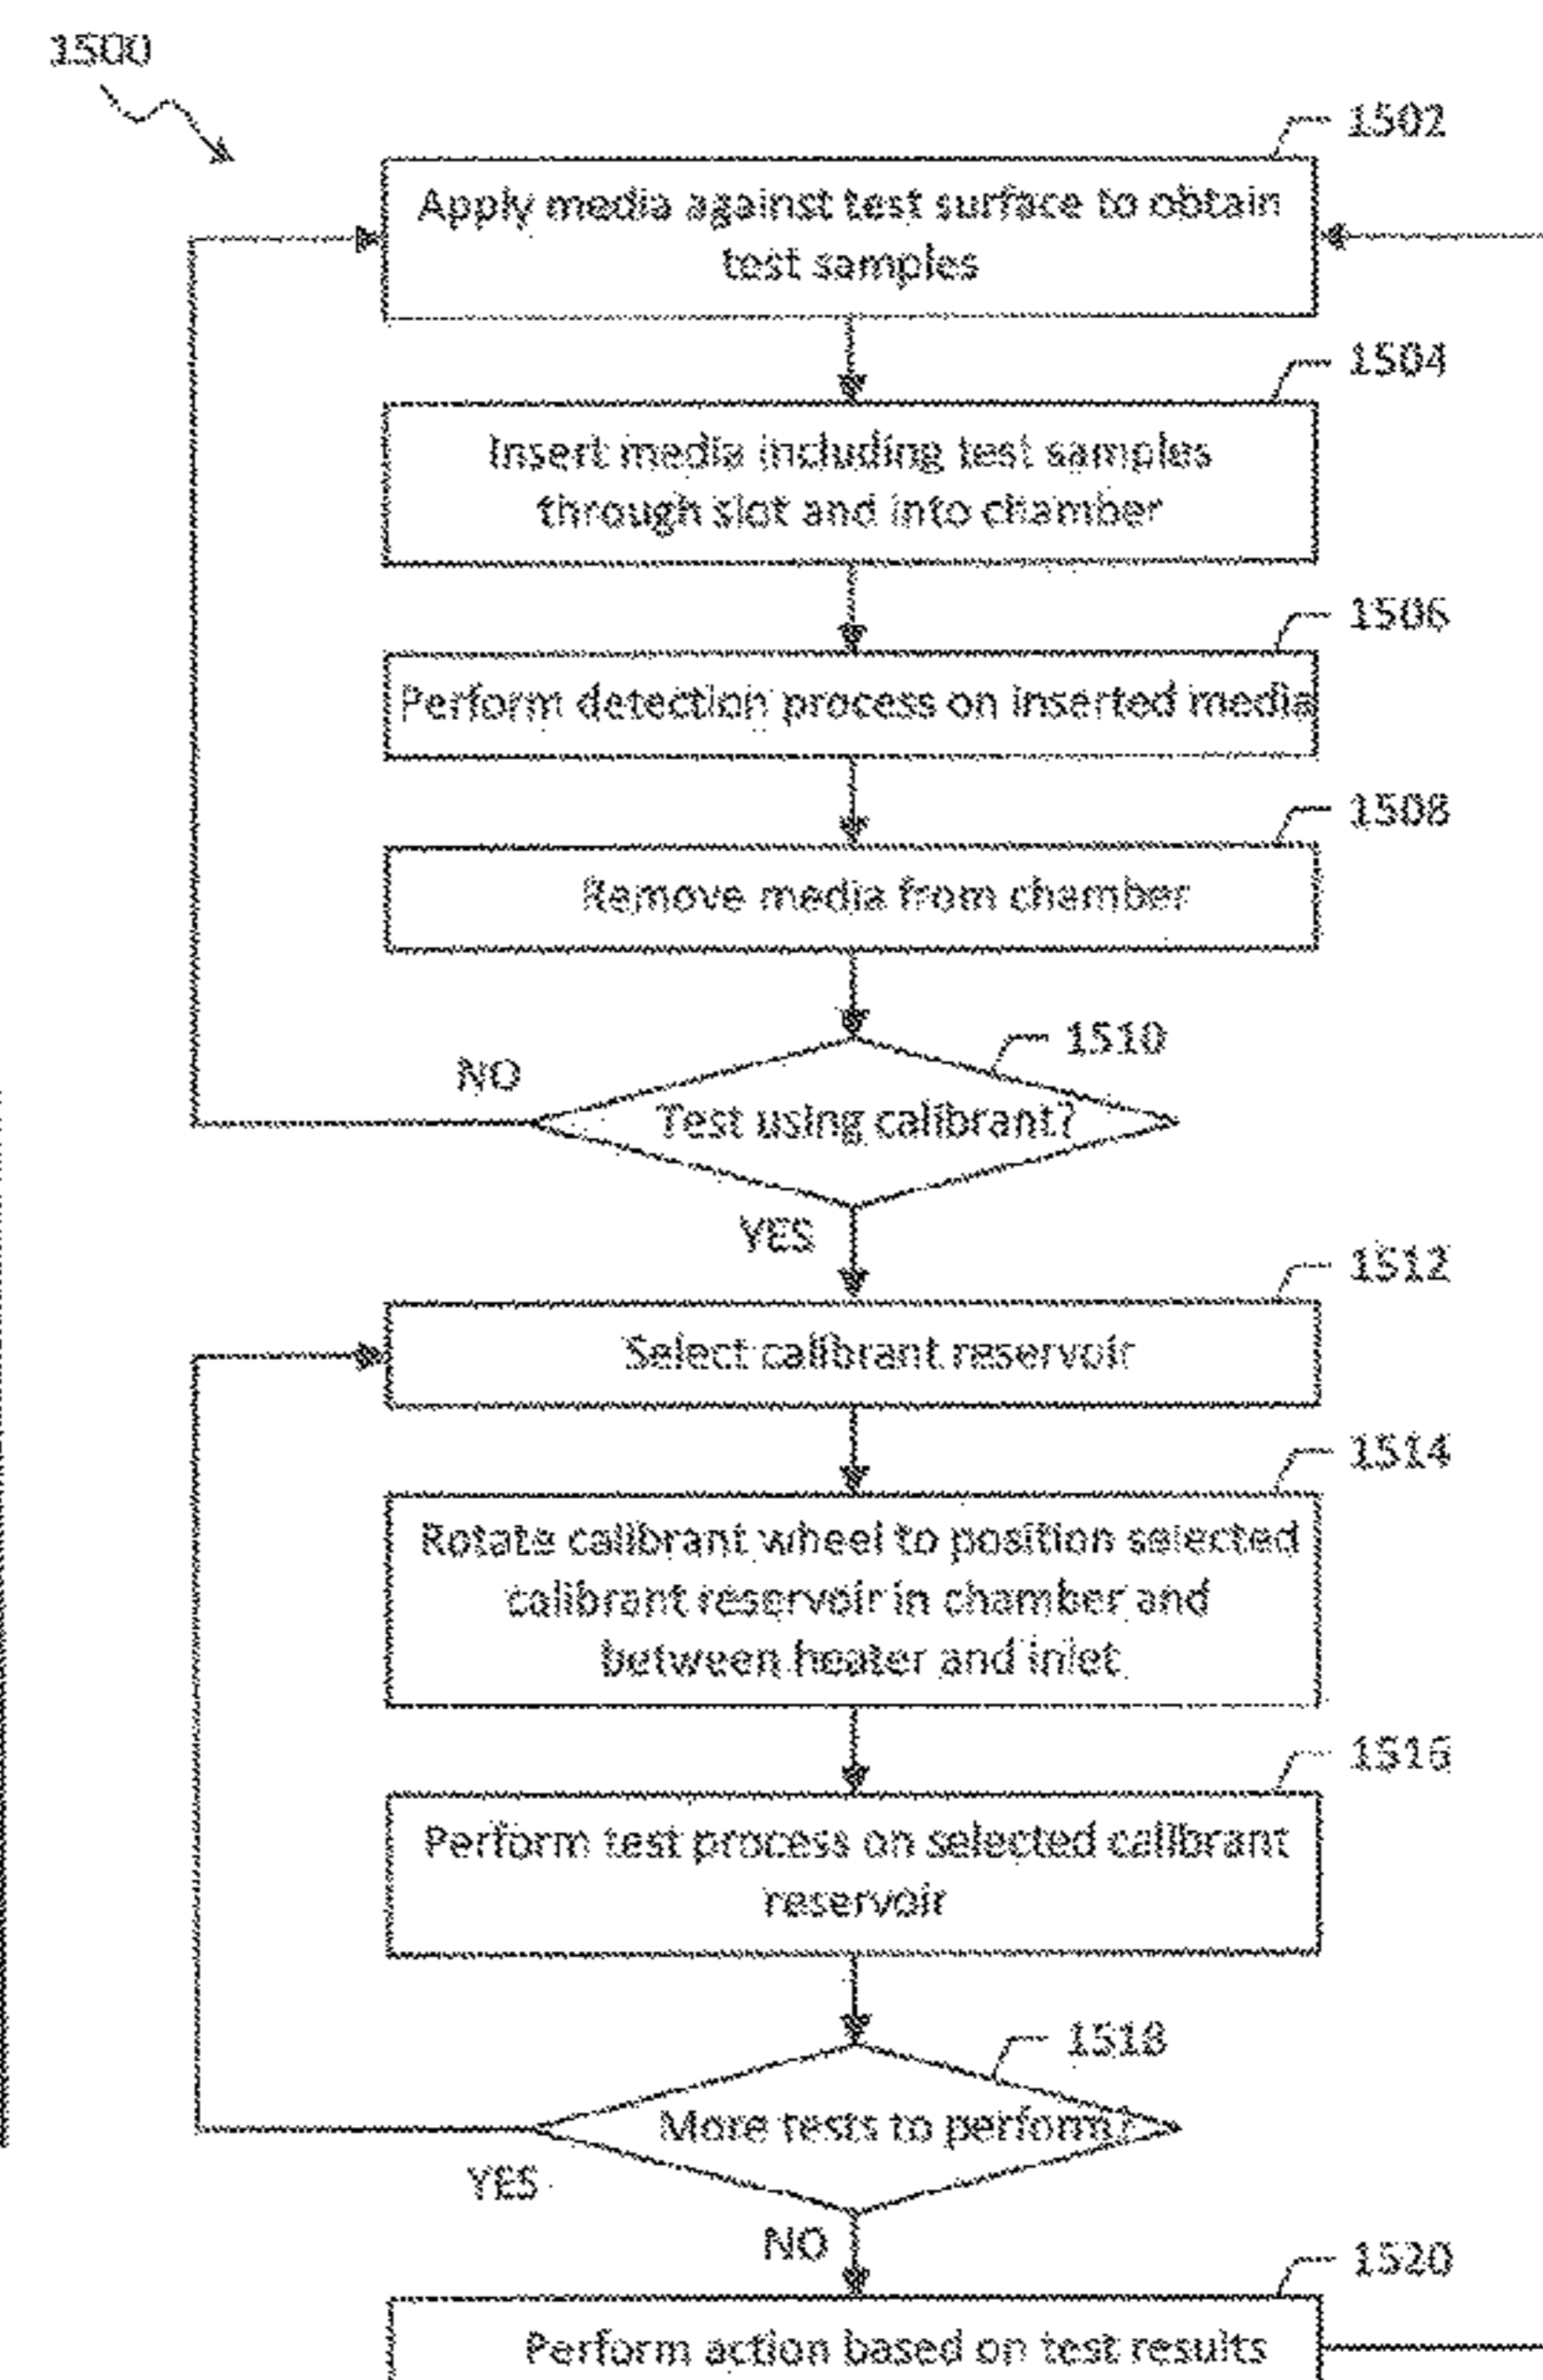 1500
1502
Apply media against test surface to obtain
test samples
1504
Insert media including test samples
through slot and into chamber
1506
Perform detection process on inserted media
1508
Remove media from chamber
1510
NO
Test using calibrant?
YES
1512
Select calibrant reservoir
1514
Rotate calibrant wheel to position selected
calibrant reservoir in chamber and
between heater and inlet
1516
Perform test process on selected calibrant
reservoir
1518
More tests to perform?
YES
NO
1520
Perform action based on test results